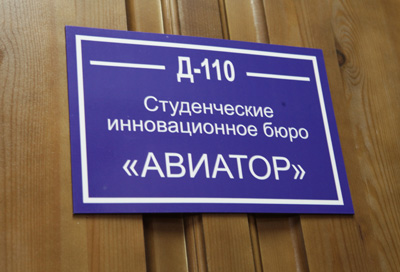 Д-110
Студенческие
инновационное бюро
«АВИАТОР»